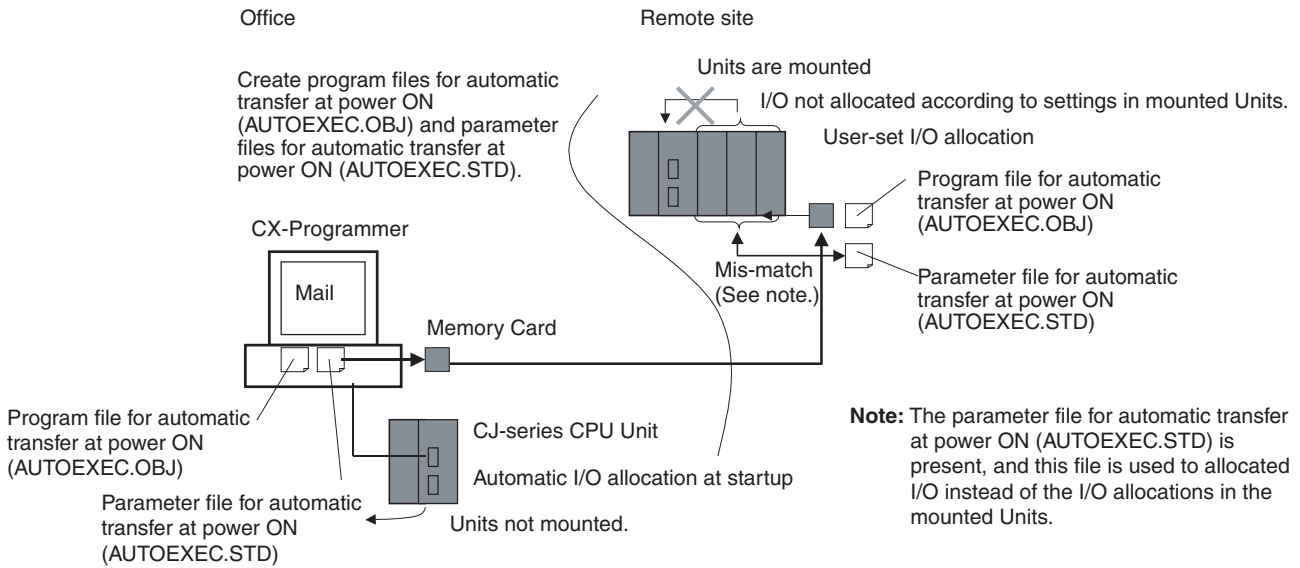 Office
Remote site
Create program files for automatic
transfer at power ON
(AUTOEXEC.OBJ) and parameter
files for automatic transfer at
power ON (AUTOEXEC.STD).
Units are mounted
I/O not allocated according to settings in mounted Units.
User-set I/O allocation
Program file for automatic
transfer at power ON
(AUTOEXEC.OBJ)
CX-Programmer
Mail
Mis-match
(See note.)
Parameter file for automatic
transfer at power ON
(AUTOEXEC.STD)
Memory Card
Program file for automatic
transfer at power ON
(AUTOEXEC.OBJ)
CJ-series CPU Unit
Automatic I/O allocation at startup
Parameter file for automatic
transfer at power ON
(AUTOEXEC.STD)
Units not mounted.
Note: The parameter file for automatic transfer
at power ON (AUTOEXEC.STD) is
present, and this file is used to allocated
I/O instead of the I/O allocations in the
mounted Units.